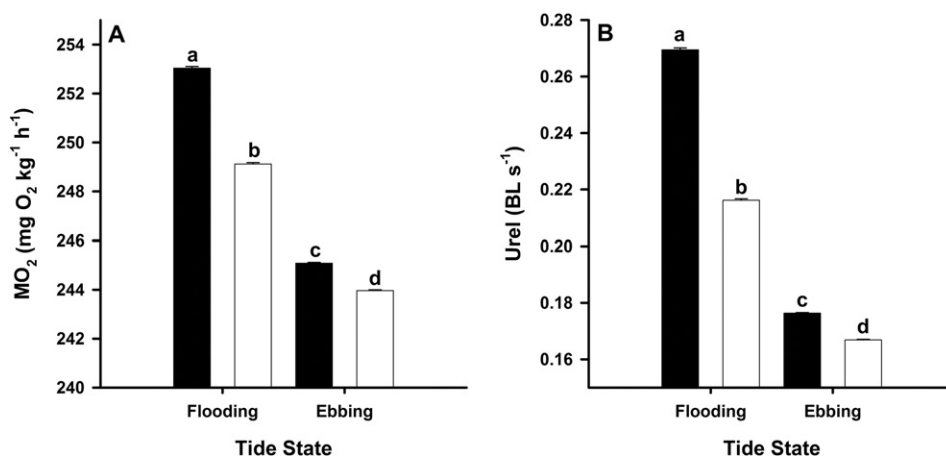 A
MO₂ (mg O₂ kg⁻¹ h⁻¹)
254
252
250
248
246
244
242
240
a
b
c
d
Flooding Ebbing
Tide State
B
Urel (BL s⁻¹)
0.28
0.26
0.24
0.22
0.20
0.18
0.16
a
b
c
d
Flooding Ebbing
Tide State